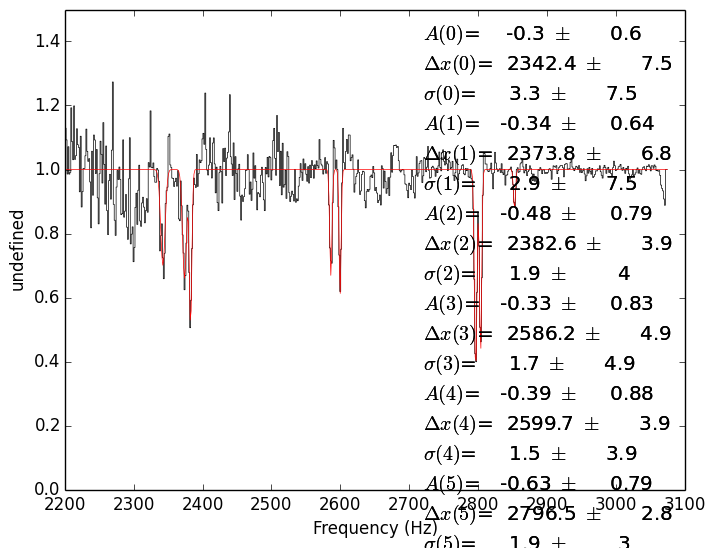 1.4
1.2
1.0
0.8
0.6
0.4
0.2
0.0
undefined
2200 2300 2400 2500 2600 2700 2800 2900 3000 3100
Frequency (Hz)
A(0)= -0.3 ± 0.6
Δx(0)= 2342.4 ± 7.5
σ(0)= 3.3 ± 7.5
A(1)= -0.34 ± 0.64
Δx(1)= 2373.8 ± 6.8
σ(1)= 2.9 ± 7.5
A(2)= -0.48 ± 0.79
Δx(2)= 2382.6 ± 3.9
σ(2)= 1.9 ± 4
A(3)= -0.33 ± 0.83
Δx(3)= 2586.2 ± 4.9
σ(3)= 1.7 ± 4.9
A(4)= -0.39 ± 0.88
Δx(4)= 2599.7 ± 3.9
σ(4)= 1.5 ± 3.9
A(5)= -0.63 ± 0.79
Δx(5)= 2796.5 ± 2.8
σ(5)= 1.9 ± 3